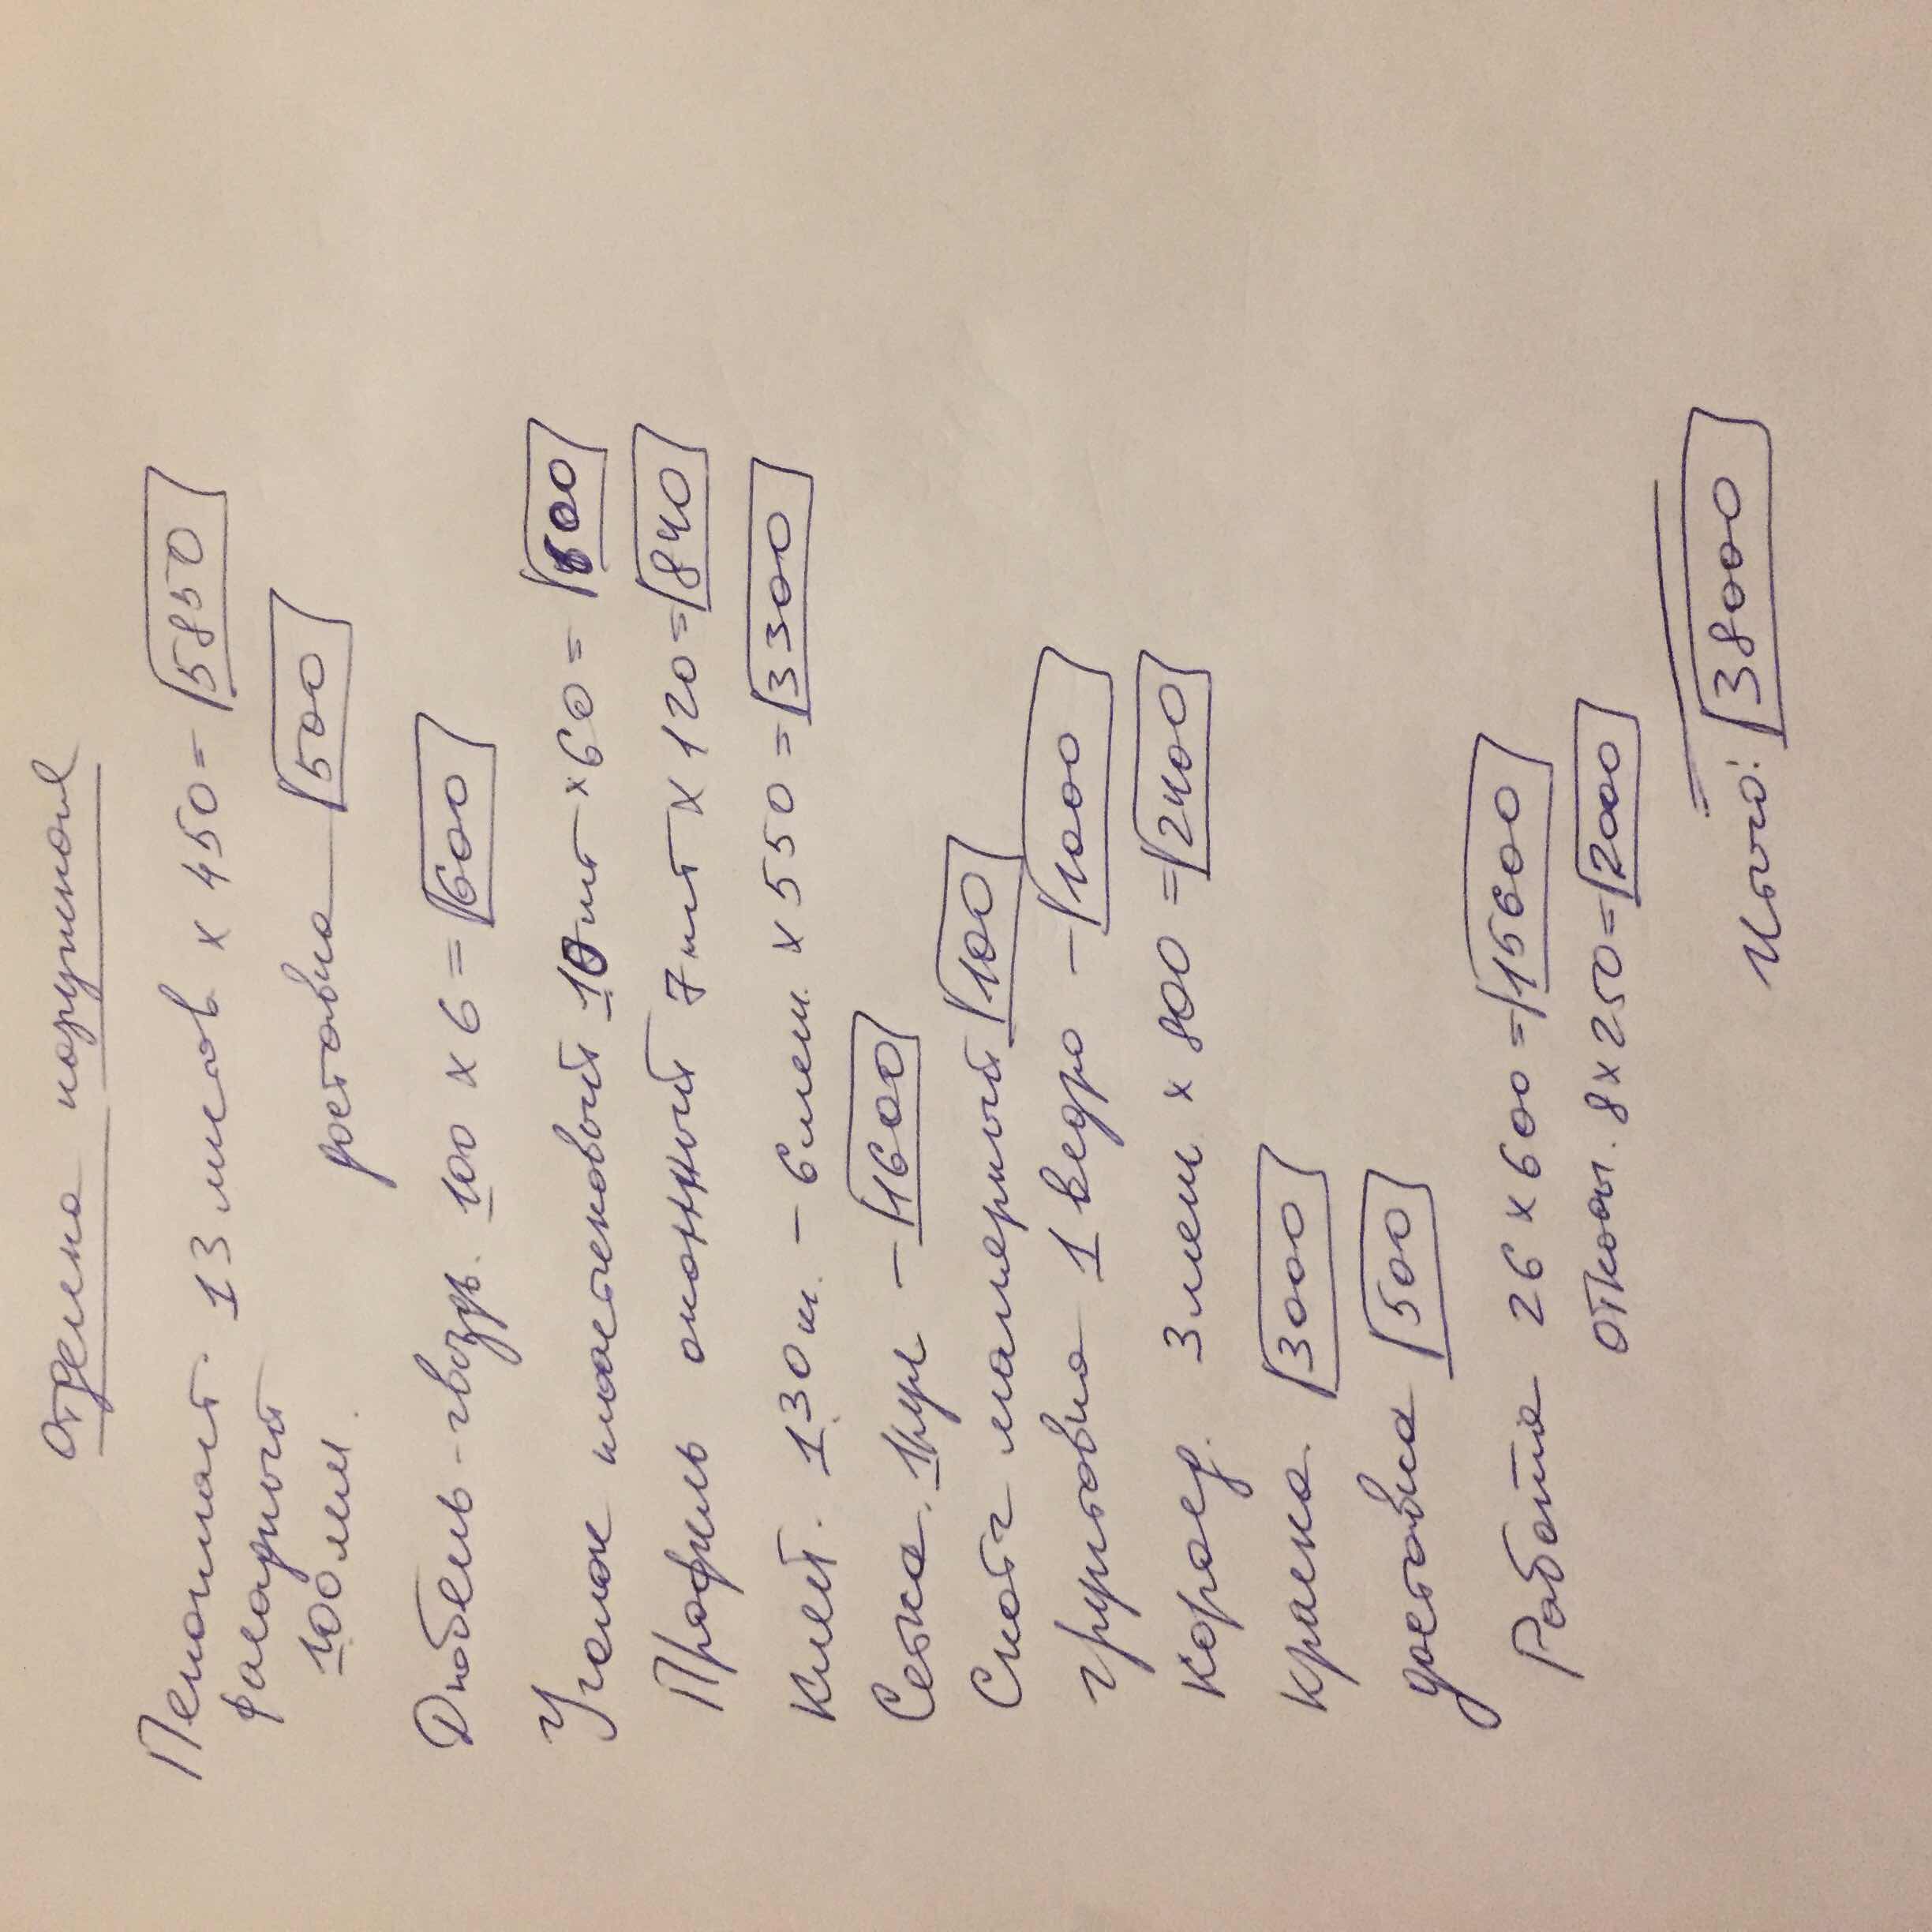 Отделка наружная
Пенопласт. 13 листов x 450 = 5850
фасадный
100 мм.
доставка 500
Дюбель-гвоздь. 100 x 6 = 600
Уголок пластиковый 10 шт x 60 = 600
Профиль оконный 7 шт x 120 = 840
Клей. 130 кг. - 6 меш. x 550 = 3300
Сетка. 1 рул - 1600
Скотч малярный 100
грунтовка 1 ведро - 1000
Короед. 3 меш x 800 = 2400
краска. 3000
доставка 500
Работа 26 x 600 = 15600
откосы. 8 x 250 = 2000
Итого: 38000